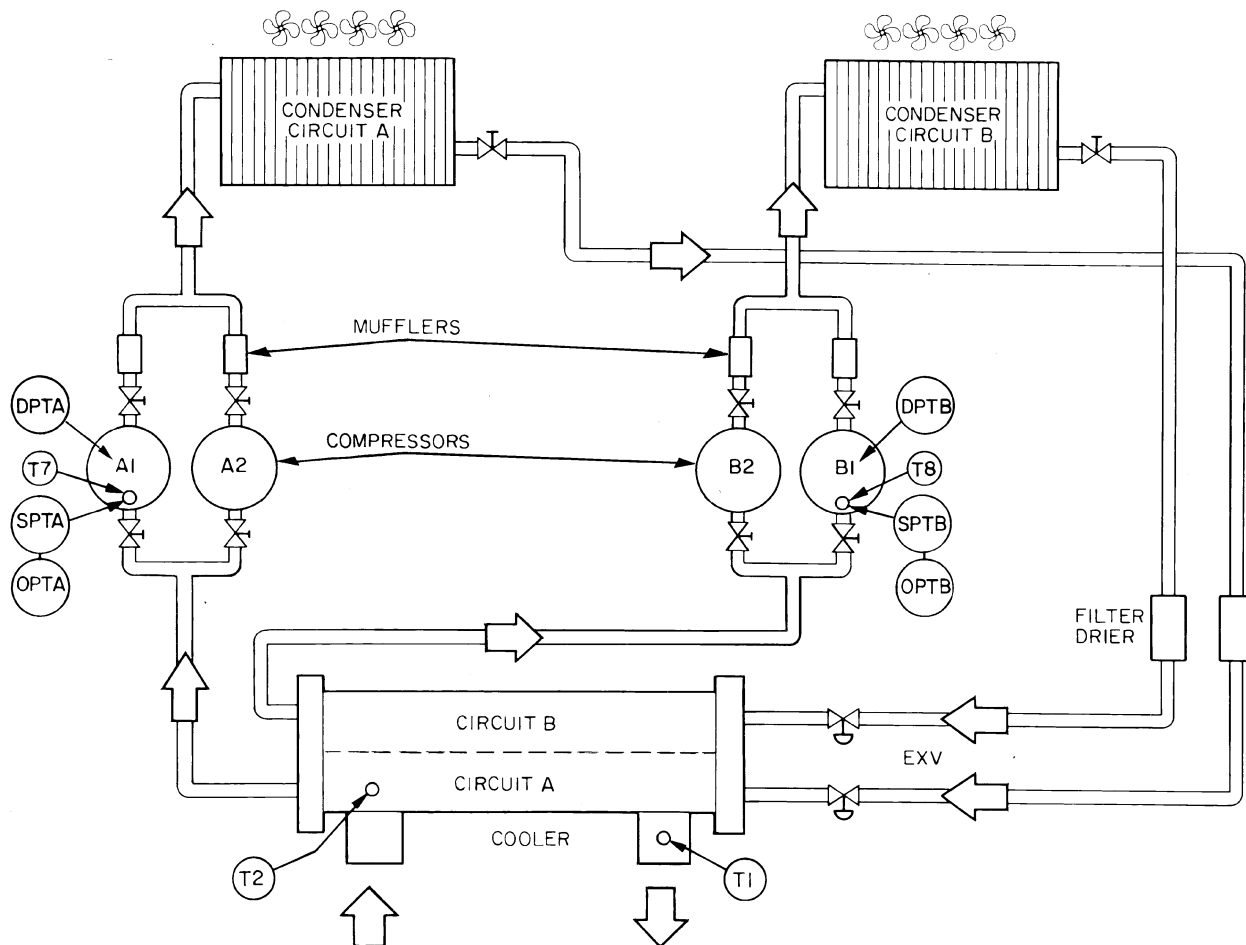 CONDENSER
CIRCUIT A
CONDENSER
CIRCUIT B
MUFFLERS
DPTA
DPTB
A1
A2
COMPRESSORS
B2
B1
T7
T8
SPTA
SPTB
OPTA
OPTB
FILTER
DRIER
CIRCUIT B
EXV
CIRCUIT A
COOLER
T2
T1